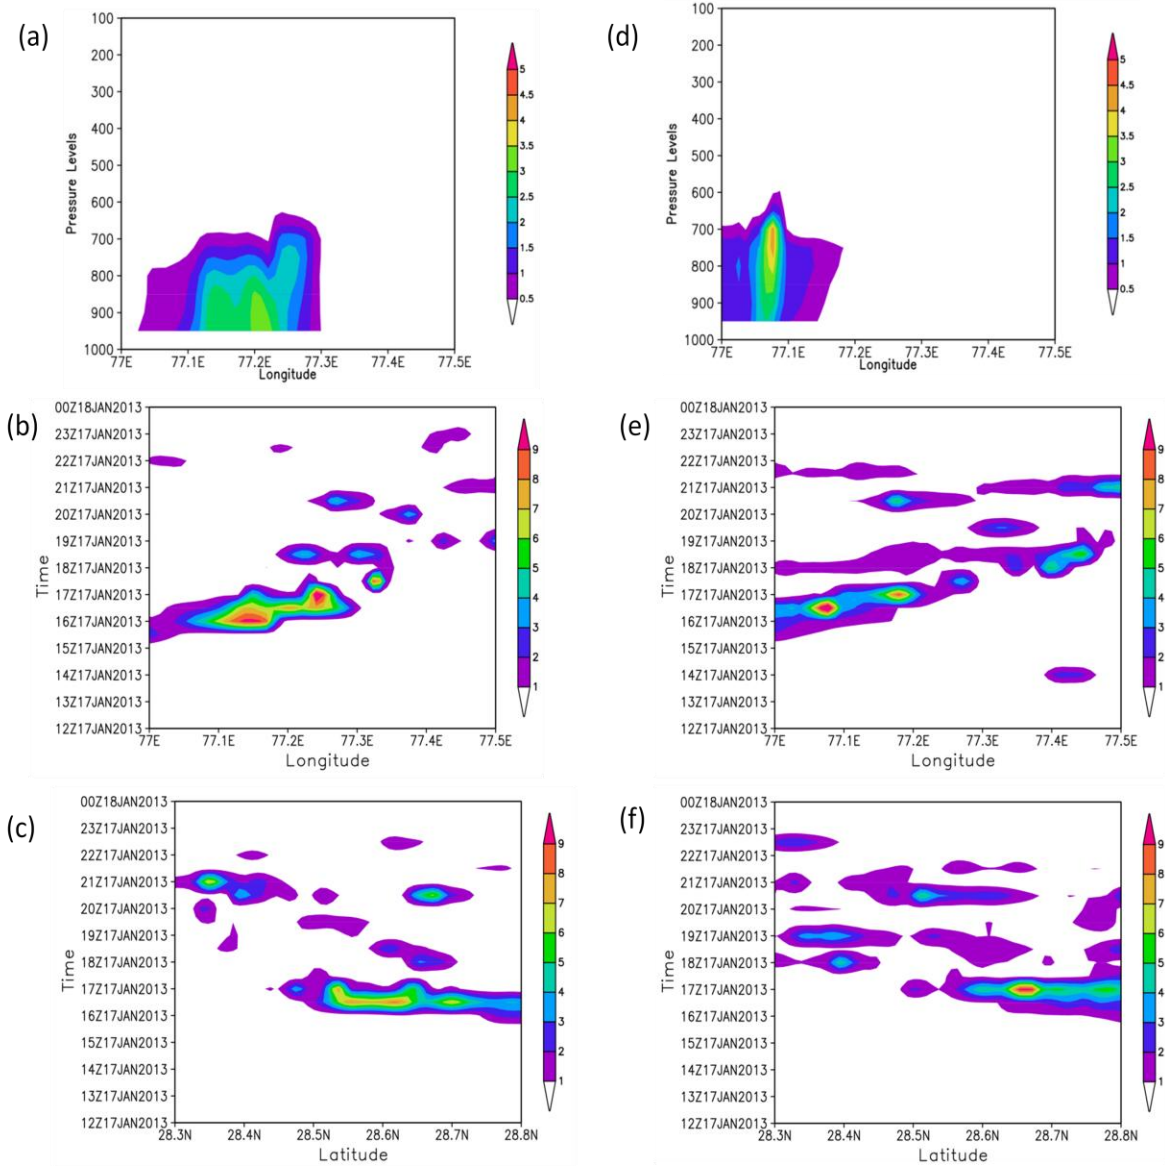 (a)
100
200
300
400
500
600
700
800
900
1000
Pressure Levels
77E 77.1E 77.2E 77.3E 77.4E 77.5E
Longitude
5
4.5
4
3.5
3
2.5
2
1.5
1
0.5
(d)
100
200
300
400
500
600
700
800
900
1000
Pressure Levels
77E 77.1E 77.2E 77.3E 77.4E 77.5E
Longitude
5
4.5
4
3.5
3
2.5
2
1.5
1
0.5
(b)
00Z18JAN2013
23Z17JAN2013
22Z17JAN2013
21Z17JAN2013
20Z17JAN2013
19Z17JAN2013
18Z17JAN2013
17Z17JAN2013
16Z17JAN2013
15Z17JAN2013
14Z17JAN2013
13Z17JAN2013
12Z17JAN2013
Time
77E 77.1E 77.2E 77.3E 77.4E 77.5E
Longitude
9
8
7
6
5
4
3
2
1
(e)
00Z18JAN2013
23Z17JAN2013
22Z17JAN2013
21Z17JAN2013
20Z17JAN2013
19Z17JAN2013
18Z17JAN2013
17Z17JAN2013
16Z17JAN2013
15Z17JAN2013
14Z17JAN2013
13Z17JAN2013
12Z17JAN2013
Time
77E 77.1E 77.2E 77.3E 77.4E 77.5E
Longitude
9
8
7
6
5
4
3
2
1
(c)
00Z18JAN2013
23Z17JAN2013
22Z17JAN2013
21Z17JAN2013
20Z17JAN2013
19Z17JAN2013
18Z17JAN2013
17Z17JAN2013
16Z17JAN2013
15Z17JAN2013
14Z17JAN2013
13Z17JAN2013
12Z17JAN2013
Time
28.3N 28.4N 28.5N 28.6N 28.7N 28.8N
Latitude
9
8
7
6
5
4
3
2
1
(f)
00Z18JAN2013
23Z17JAN2013
22Z17JAN2013
21Z17JAN2013
20Z17JAN2013
19Z17JAN2013
18Z17JAN2013
17Z17JAN2013
16Z17JAN2013
15Z17JAN2013
14Z17JAN2013
13Z17JAN2013
12Z17JAN2013
Time
28.3N 28.4N 28.5N 28.6N 28.7N 28.8N
Latitude
9
8
7
6
5
4
3
2
1